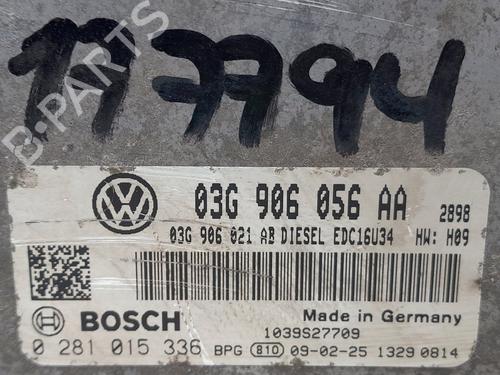 117794
B-PARTS
03G 906 056 AA 2898
03G 906 021 AB DIESEL EDC16U34 HW: H09
BOSCH Made in Germany
1039S27709
0 281 015 336 BPG 810 09-02-25 1329 0814